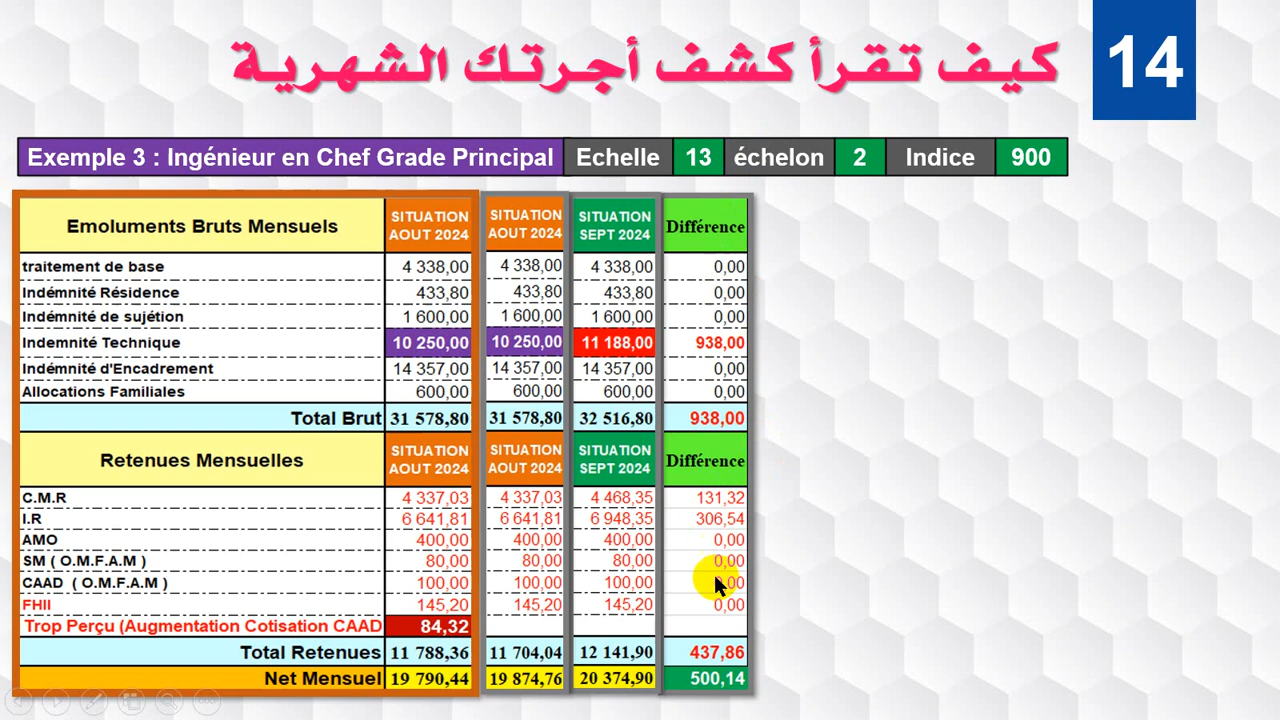 كيف تقرأ كشف أجرتك الشهرية
14
Exemple 3 : Ingénieur en Chef Grade Principal Echelle 13 échelon 2 Indice 900
Emoluments Bruts Mensuels SITUATION AOUT 2024 SITUATION AOUT 2024 SITUATION SEPT 2024 Différence
traitement de base 4 338,00 4 338,00 4 338,00 0,00
Indémnité Résidence 433,80 433,80 433,80 0,00
Indémnité de sujétion 1 600,00 1 600,00 1 600,00 0,00
Indemnité Technique 10 250,00 10 250,00 11 188,00 938,00
Indémnité d'Encadrement 14 357,00 14 357,00 14 357,00 0,00
Allocations Familiales 600,00 600,00 600,00 0,00
Total Brut 31 578,80 31 578,80 32 516,80 938,00
Retenues Mensuelles SITUATION AOUT 2024 SITUATION AOUT 2024 SITUATION SEPT 2024 Différence
C.M.R 4 337,03 4 337,03 4 468,35 131,32
I.R 6 641,81 6 641,81 6 948,35 306,54
AMO 400,00 400,00 400,00 0,00
SM ( O.M.F.A.M ) 80,00 80,00 80,00 0,00
CAAD ( O.M.F.A.M ) 100,00 100,00 100,00 0,00
FHII 145,20 145,20 145,20 0,00
Trop Perçu (Augmentation Cotisation CAAD 84,32
Total Retenues 11 788,36 11 704,04 12 141,90 437,86
Net Mensuel 19 790,44 19 874,76 20 374,90 500,14